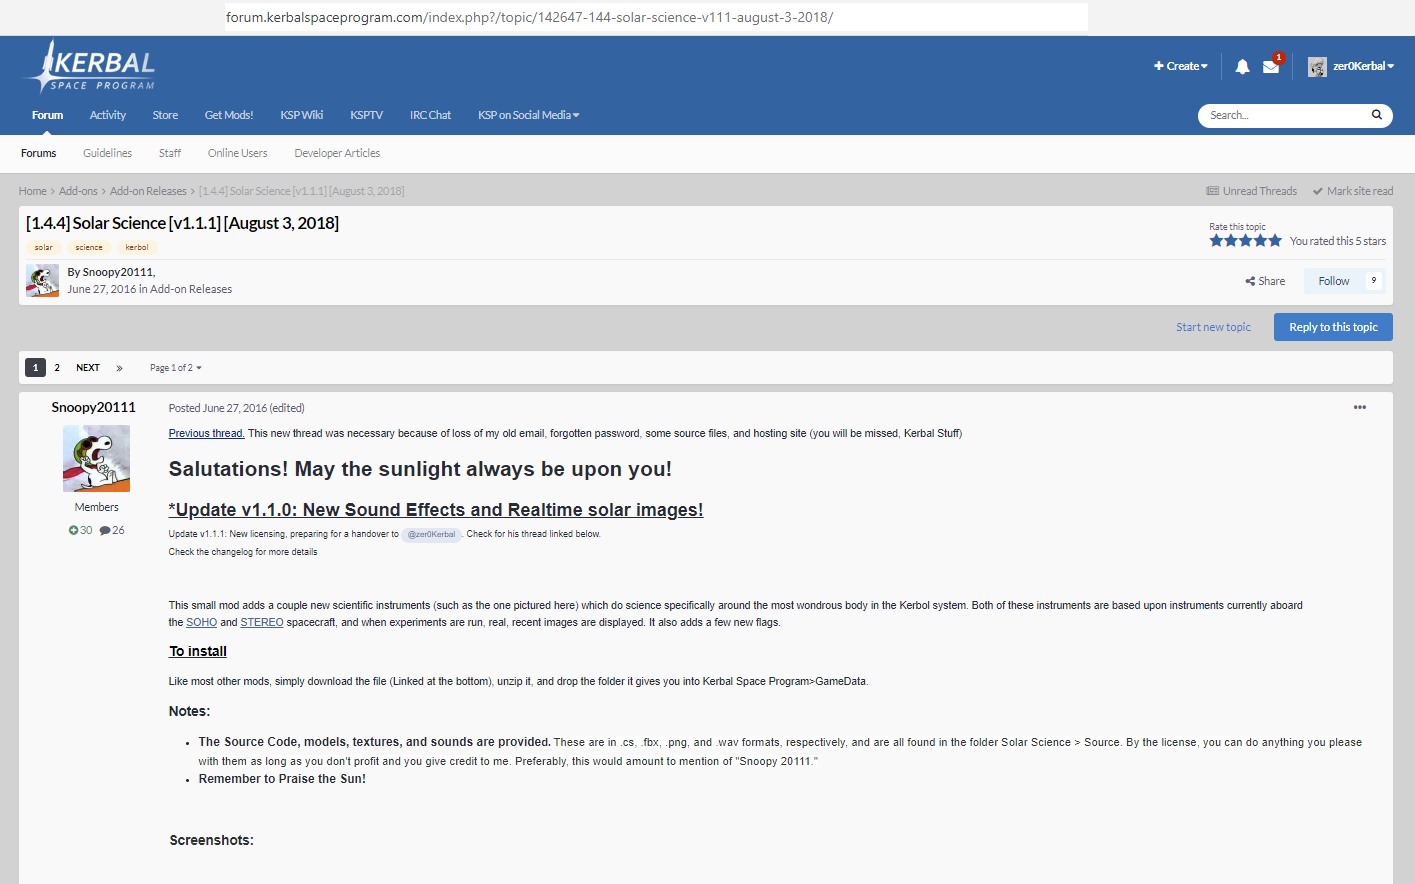 forum.kerbalspaceprogram.com/index.php?/topic/142647-144-solar-science-v111-august-3-2018/
KERBAL
SPACE PROGRAM
Create
1
zer0Kerbal
Forum Activity Store Get Mods! KSP Wiki KSPTV IRC Chat KSP on Social Media
Search...
Forums Guidelines Staff Online Users Developer Articles
Home > Add-ons > Add-on Releases > [1.4.4] Solar Science [v1.1.1] [August 3, 2018]
Unread Threads Mark site read
[1.4.4] Solar Science [v1.1.1] [August 3, 2018]
solar science kerbol
Rate this topic
You rated this 5 stars
By Snoopy20111,
June 27, 2016 in Add-on Releases
Share Follow 9
Start new topic Reply to this topic
1 2 NEXT » Page 1 of 2
Snoopy20111
Members
30 26
Posted June 27, 2016 (edited)
Previous thread. This new thread was necessary because of loss of my old email, forgotten password, some source files, and hosting site (you will be missed, Kerbal Stuff)
Salutations! May the sunlight always be upon you!
*Update v1.1.0: New Sound Effects and Realtime solar images!
Update v1.1.1: New licensing, preparing for a handover to @zer0Kerbal. Check for his thread linked below.
Check the changelog for more details
This small mod adds a couple new scientific instruments (such as the one pictured here) which do science specifically around the most wondrous body in the Kerbol system. Both of these instruments are based upon instruments currently aboard
the SOHO and STEREO spacecraft, and when experiments are run, real, recent images are displayed. It also adds a few new flags.
To install
Like most other mods, simply download the file (Linked at the bottom), unzip it, and drop the folder it gives you into Kerbal Space Program>GameData.
Notes:
• The Source Code, models, textures, and sounds are provided. These are in .cs, .fbx, .png, and .wav formats, respectively, and are all found in the folder Solar Science > Source. By the license, you can do anything you please
with them as long as you don't profit and you give credit to me. Preferably, this would amount to mention of "Snoopy 20111."
• Remember to Praise the Sun!
Screenshots: